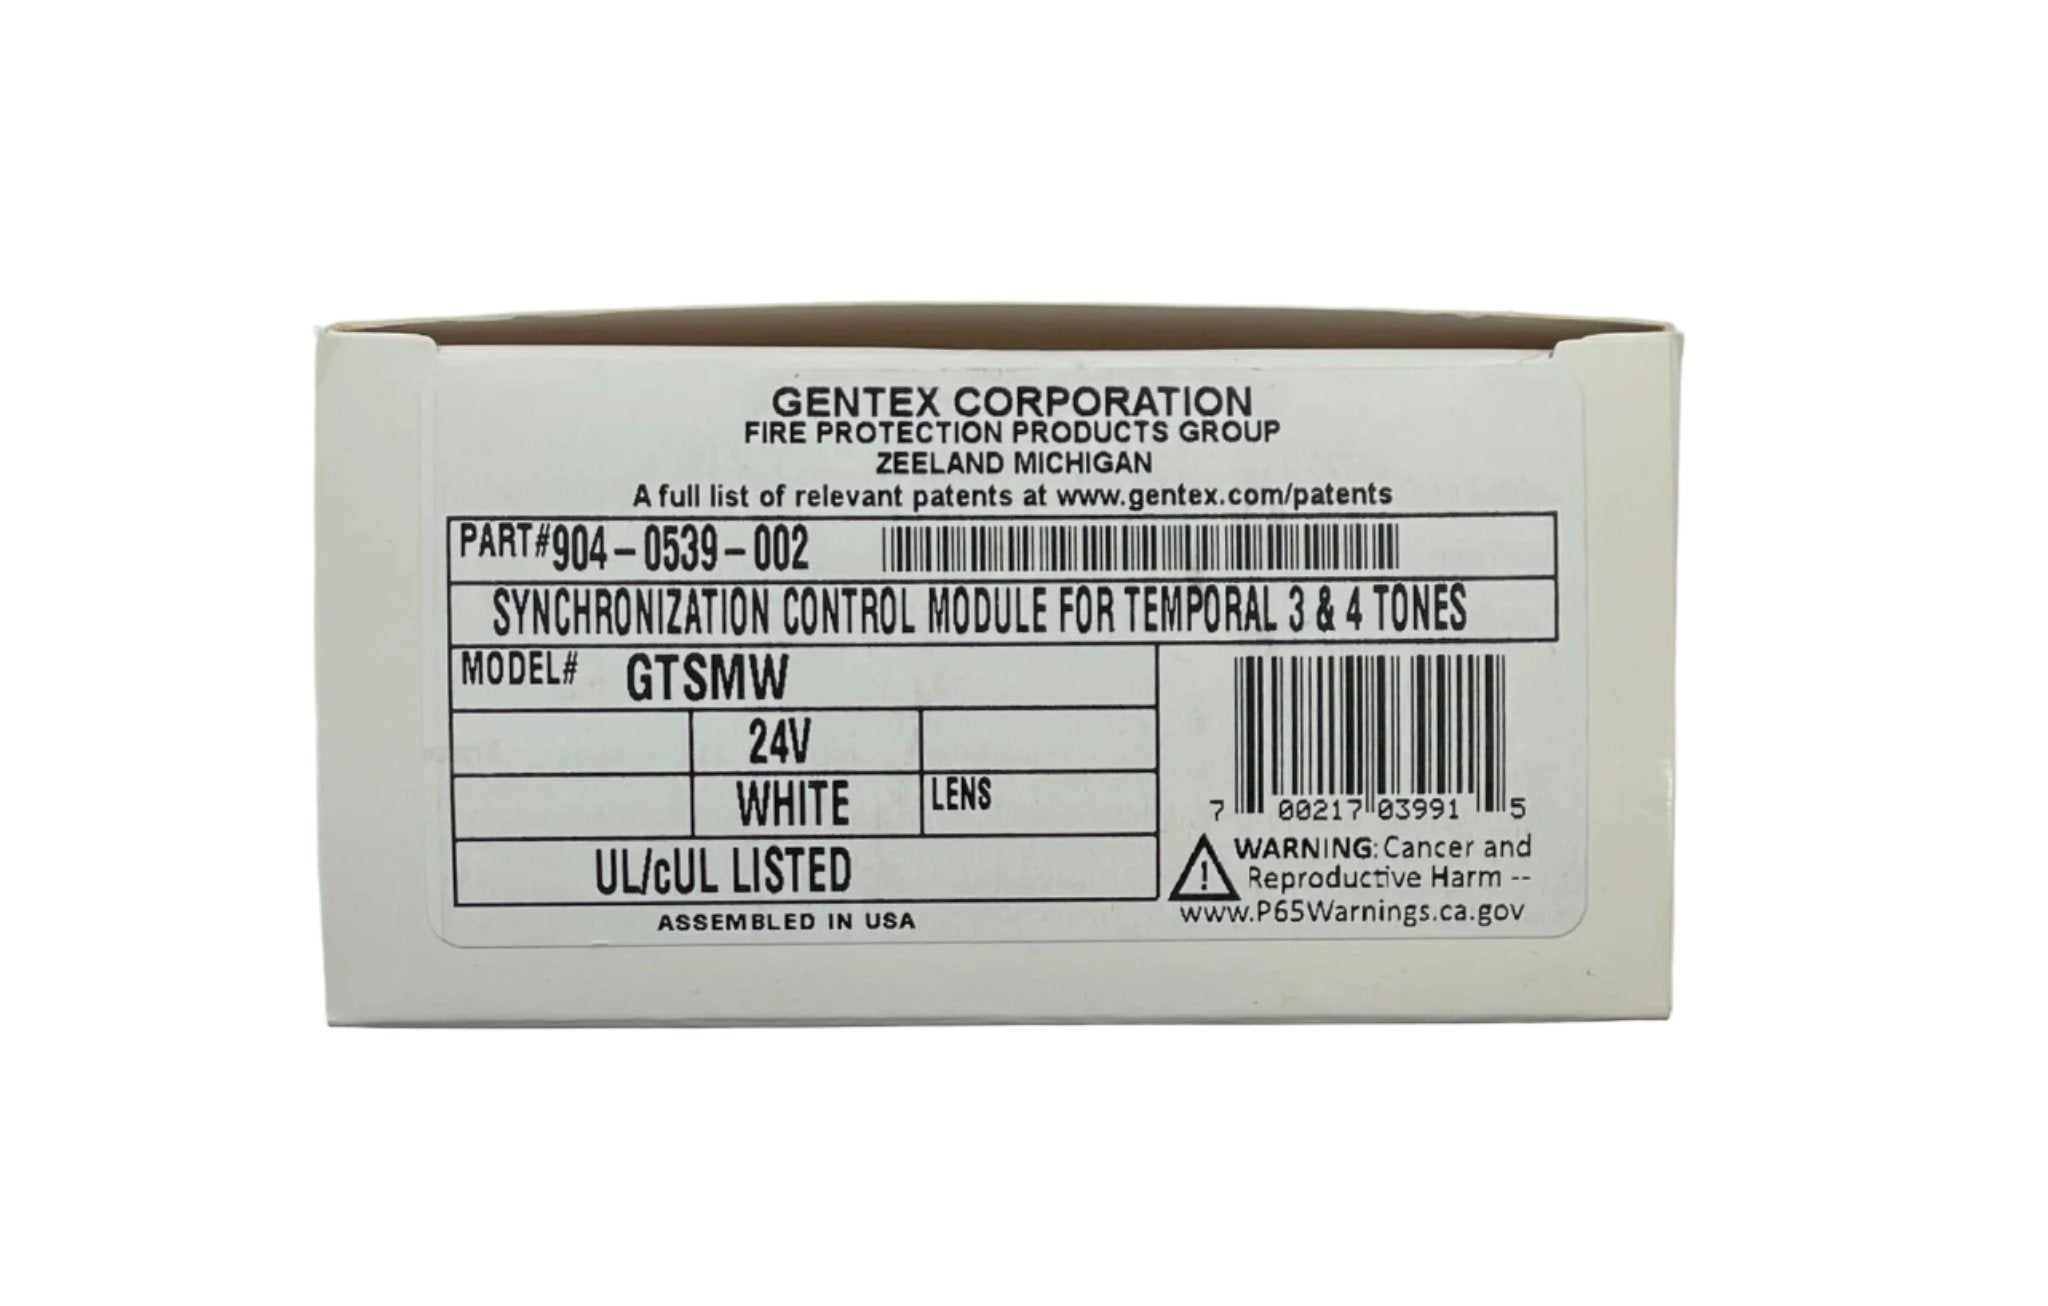 GENTEX CORPORATION
FIRE PROTECTION PRODUCTS GROUP
ZEELAND MICHIGAN
A full list of relevant patents at www.gentex.com/patents
PART#904-0539-002
SYNCHRONIZATION CONTROL MODULE FOR TEMPORAL 3 & 4 TONES
MODEL# GTSMW
24V
WHITE LENS
UL/cUL LISTED
ASSEMBLED IN USA
7 00217 03991 5
WARNING: Cancer and
Reproductive Harm --
www.P65Warnings.ca.gov